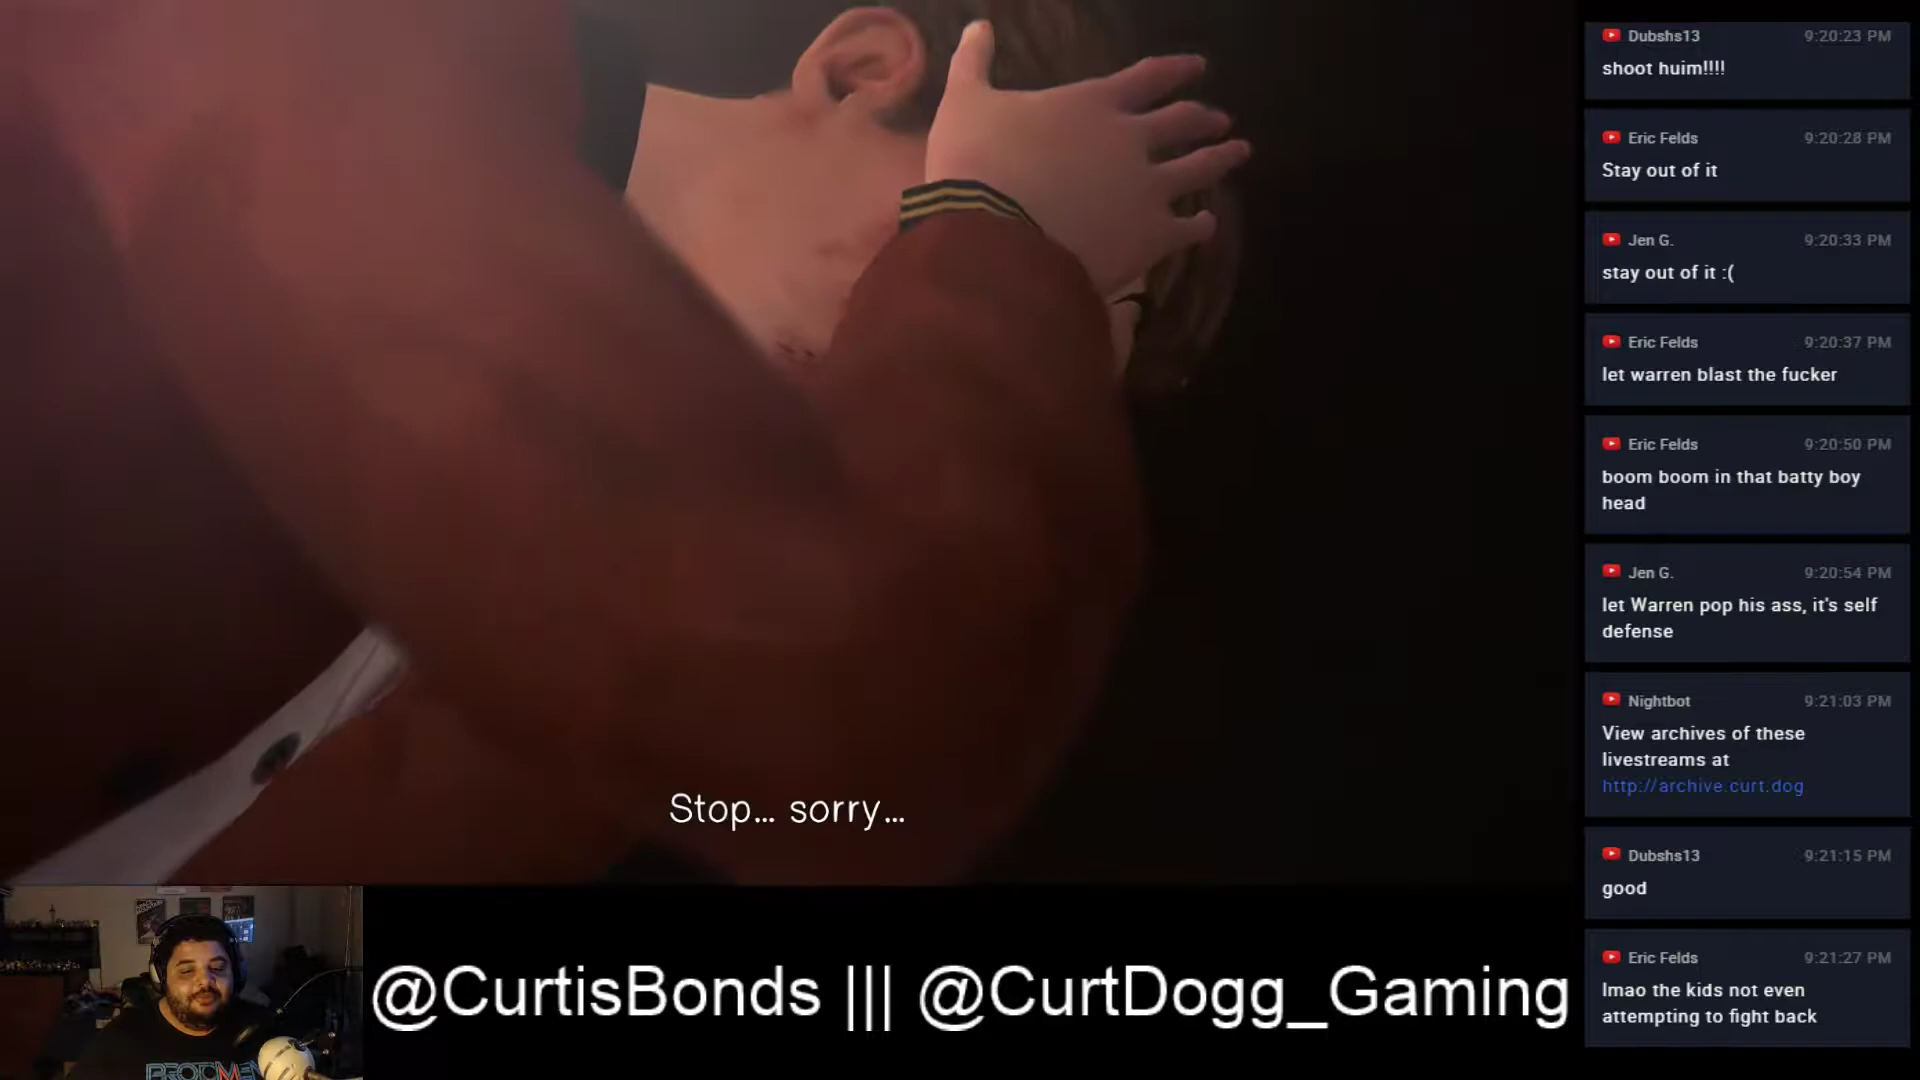 Dubshs13 9:20:23 PM
shoot huim!!!!
Eric Felds 9:20:28 PM
Stay out of it
Jen G. 9:20:33 PM
stay out of it :(
Eric Felds 9:20:37 PM
let warren blast the fucker
Eric Felds 9:20:50 PM
boom boom in that batty boy
head
Jen G. 9:20:54 PM
let Warren pop his ass, it's self
defense
Nightbot 9:21:03 PM
View archives of these
livestreams at
http://archive.curt.dog
Dubshs13 9:21:15 PM
good
Eric Felds 9:21:27 PM
lmao the kids not even
attempting to fight back
Stop... sorry...
@CurtisBonds ||| @CurtDogg_Gaming
PROTOMEN